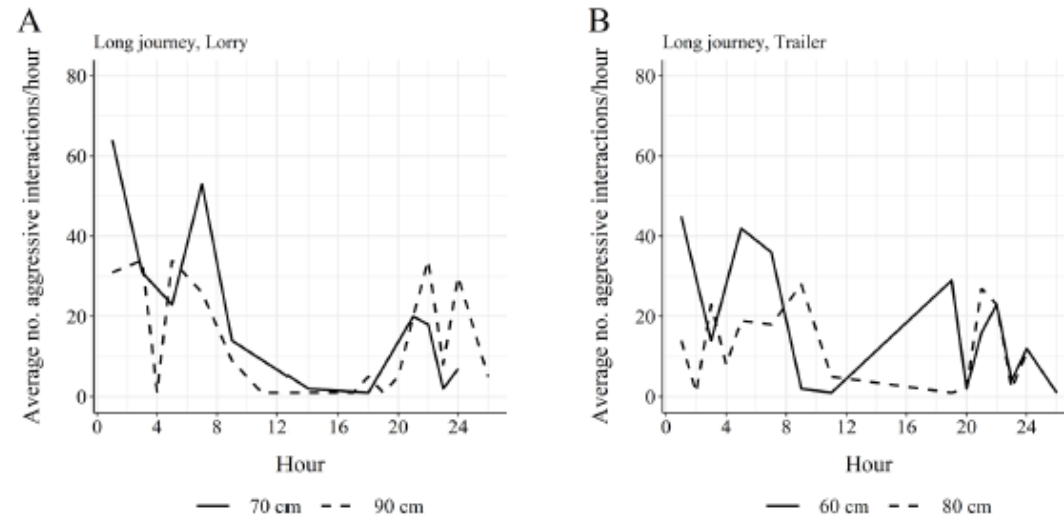 A
Long journey, Lorry
Average no. aggressive interactions/hour
80
60
40
20
0
0 4 8 12 16 20 24
Hour
70 cm 90 cm
B
Long journey, Trailer
Average no. aggressive interactions/hour
80
60
40
20
0
0 4 8 12 16 20 24
Hour
60 cm 80 cm